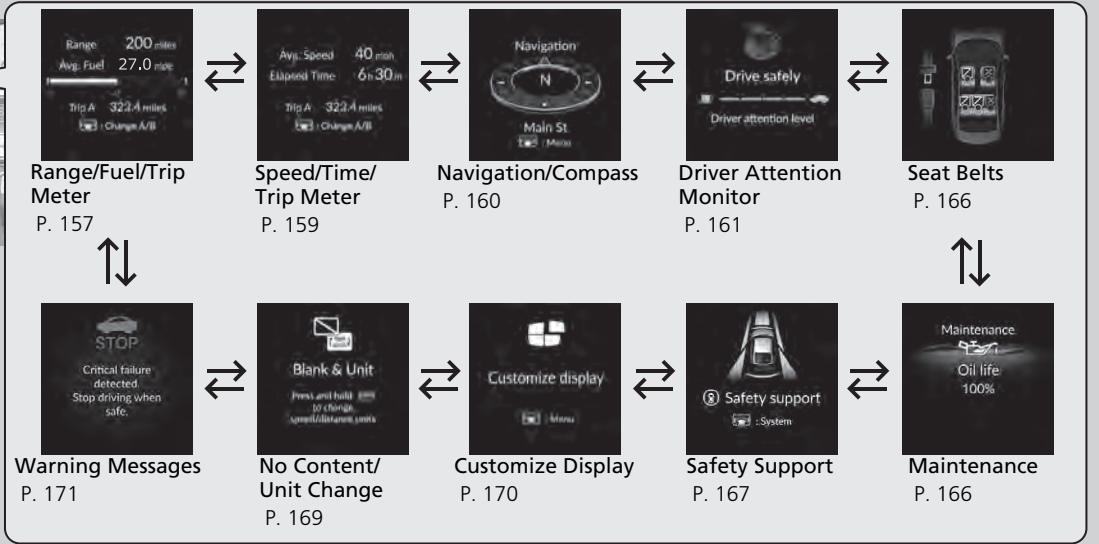 Range 200 miles
Avg. Fuel 27.0 mpg
Trip A 323.4 miles
: Change A/B
Range/Fuel/Trip
Meter
P. 157
Avg. Speed 40 mph
Elapsed Time 6h 30m
Trip A 323.4 miles
: Change A/B
Speed/Time/
Trip Meter
P. 159
Navigation
N
Main St
: Menu
Navigation/Compass
P. 160
Drive safely
Driver attention level
Driver Attention
Monitor
P. 161
Seat Belts
P. 166
STOP
Critical failure
detected.
Stop driving when
safe.
Warning Messages
P. 171
Blank & Unit
Press and hold
to change
speed/distance units
No Content/
Unit Change
P. 169
Customize display
: Menu
Customize Display
P. 170
Safety support
: System
Safety Support
P. 167
Maintenance
Oil life
100%
Maintenance
P. 166